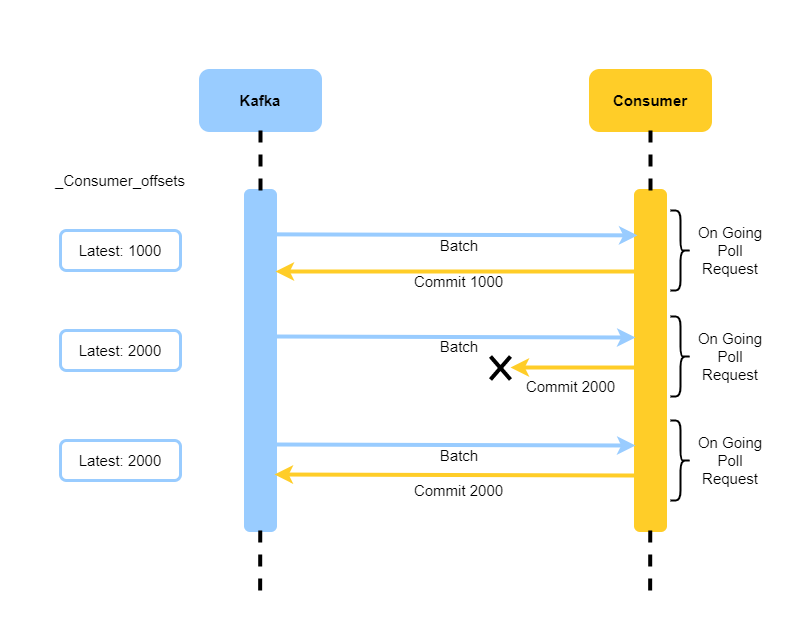 Kafka
Consumer
_Consumer_offsets
Latest: 1000
Batch
Commit 1000
On Going
Poll
Request
Latest: 2000
Batch
Commit 2000
On Going
Poll
Request
Latest: 2000
Batch
Commit 2000
On Going
Poll
Request